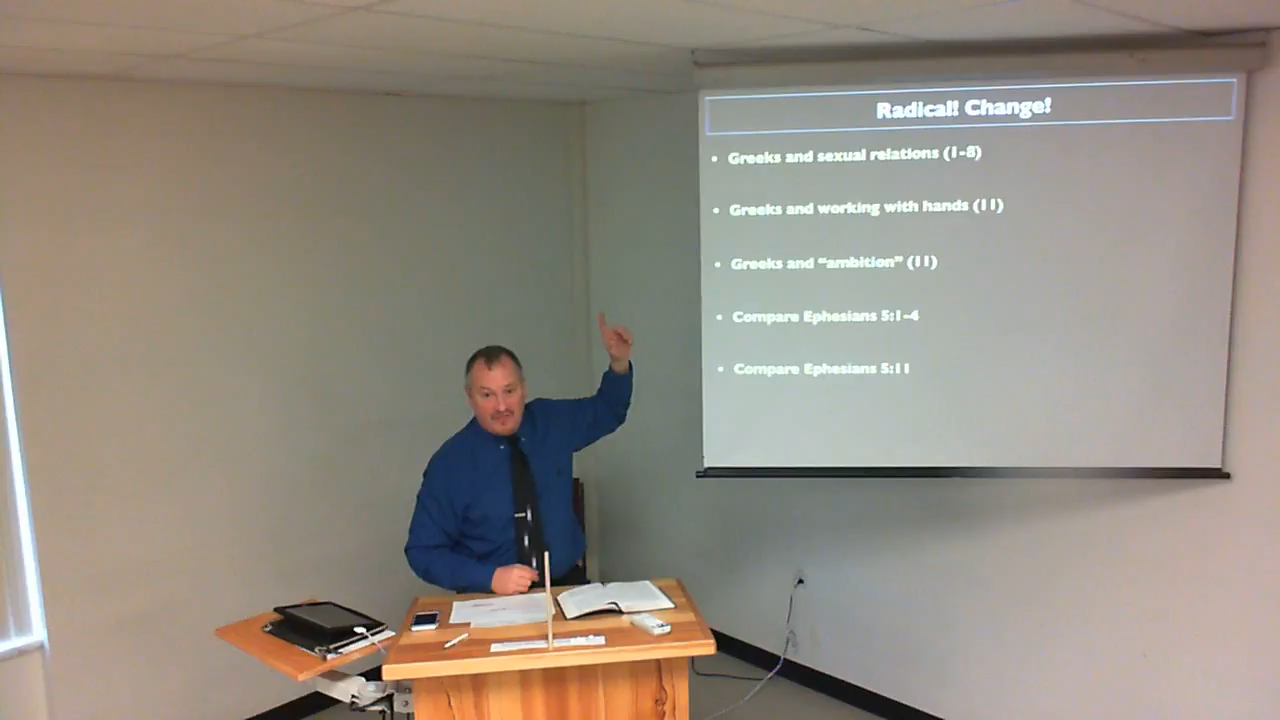 Radical! Change!
• Greeks and sexual relations (1-8)
• Greeks and working with hands (11)
• Greeks and “ambition” (11)
• Compare Ephesians 5:1-4
• Compare Ephesians 5:11